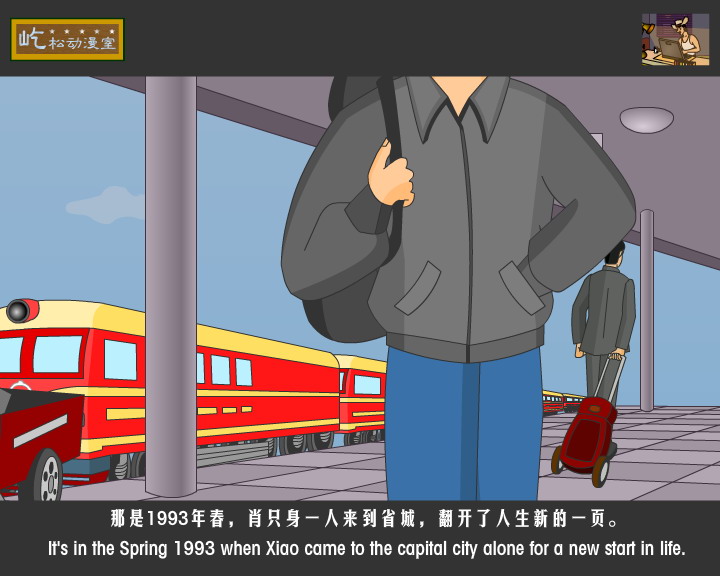 屹松动漫室
那是1993年春，肖只身一人来到省城，翻开了人生新的一页。
It's in the Spring 1993 when Xiao came to the capital city alone for a new start in life.